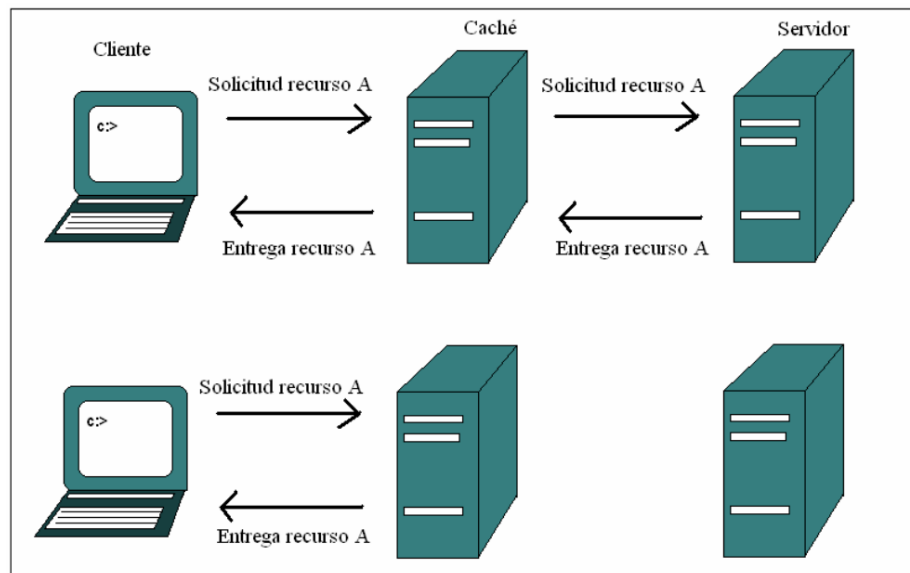 Cliente
Caché
Servidor
Solicitud recurso A
Solicitud recurso A
c:>
Entrega recurso A
Entrega recurso A
Solicitud recurso A
c:>
Entrega recurso A